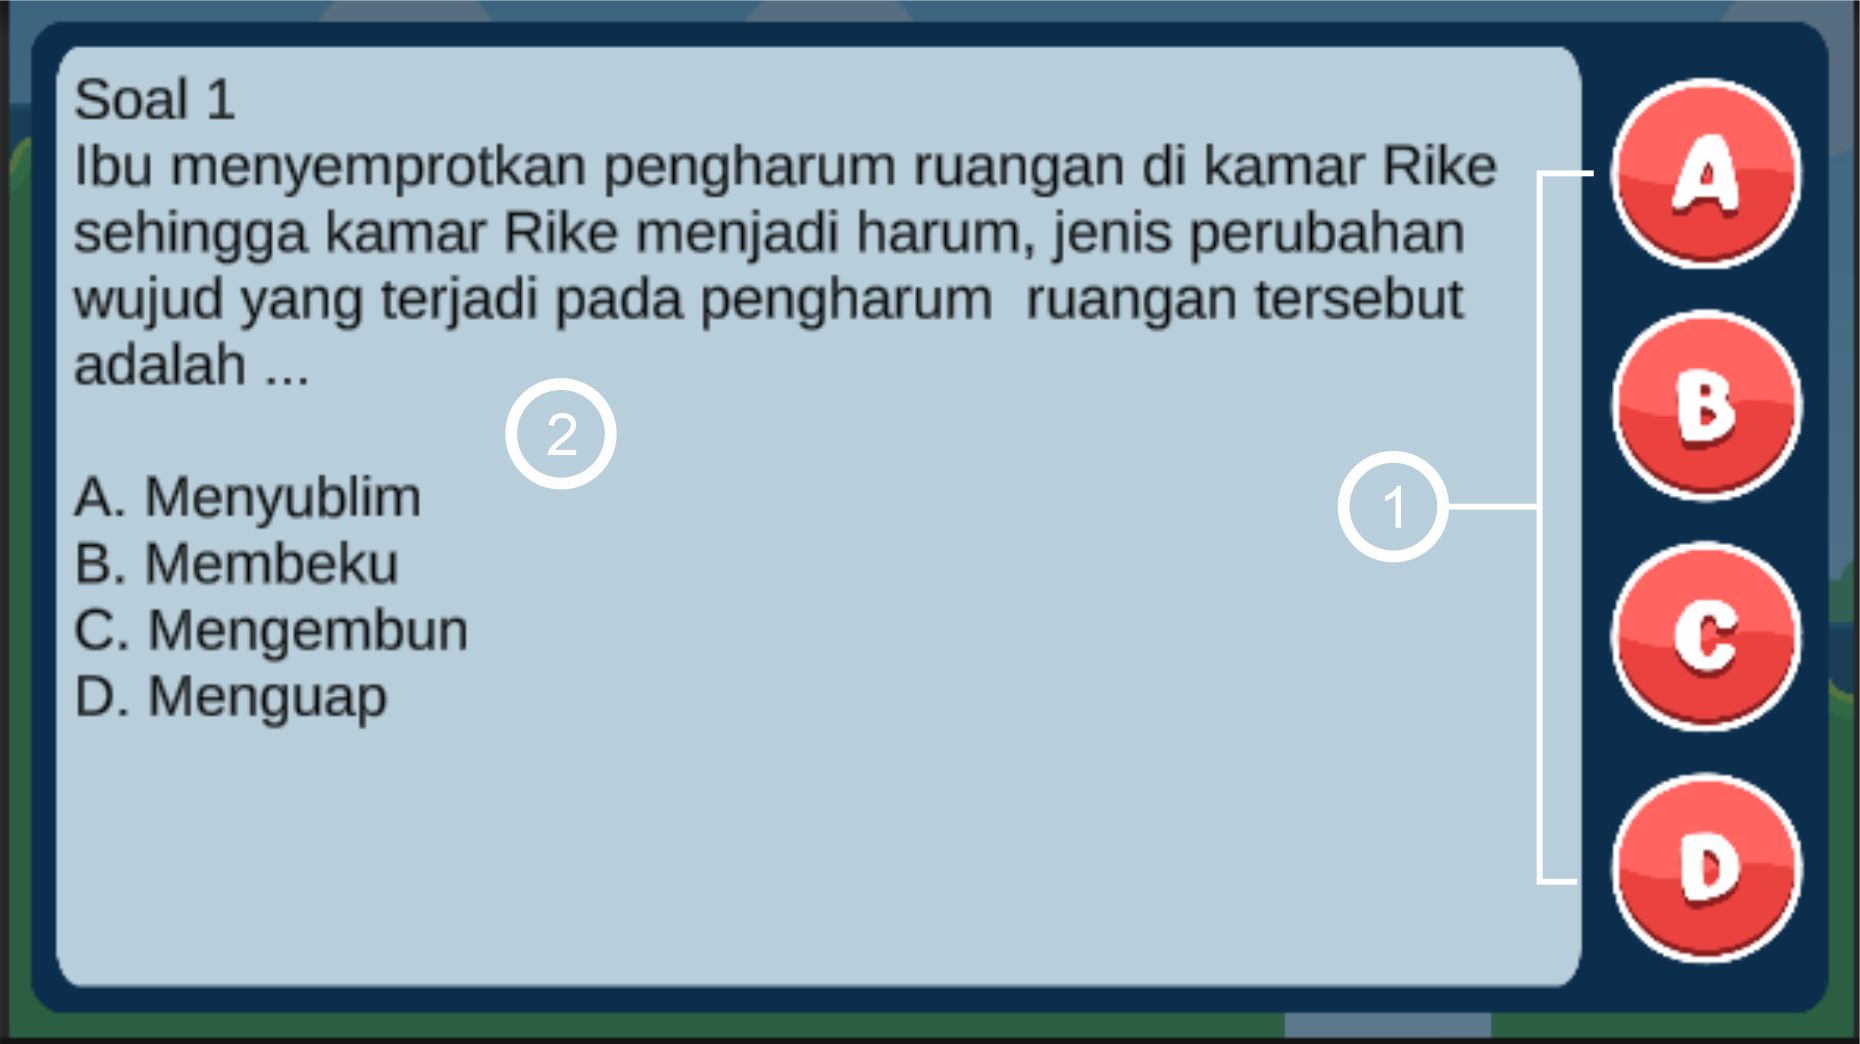 Soal 1
Ibu menyemprotkan pengharum ruangan di kamar Rike
sehingga kamar Rike menjadi harum, jenis perubahan
wujud yang terjadi pada pengharum  ruangan tersebut
adalah ...
2
A. Menyublim
B. Membeku
C. Mengembun
D. Menguap
1
A
B
C
D